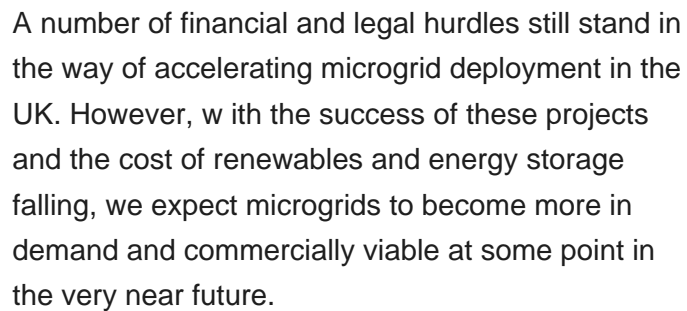 A number of financial and legal hurdles still stand in
the way of accelerating microgrid deployment in the
UK. However, w ith the success of these projects
and the cost of renewables and energy storage
falling, we expect microgrids to become more in
demand and commercially viable at some point in
the very near future.